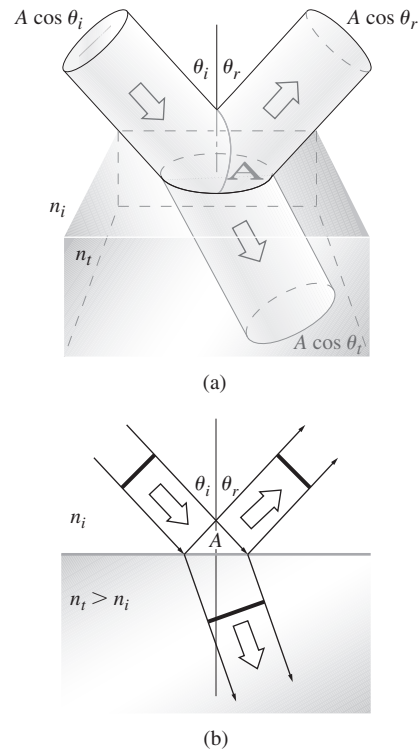 A cos θᵢ A cos θᵣ
θᵢ θᵣ
A
nᵢ
nₜ
A cos θₜ
(a)
θᵢ θᵣ
nᵢ
A
nₜ > nᵢ
(b)